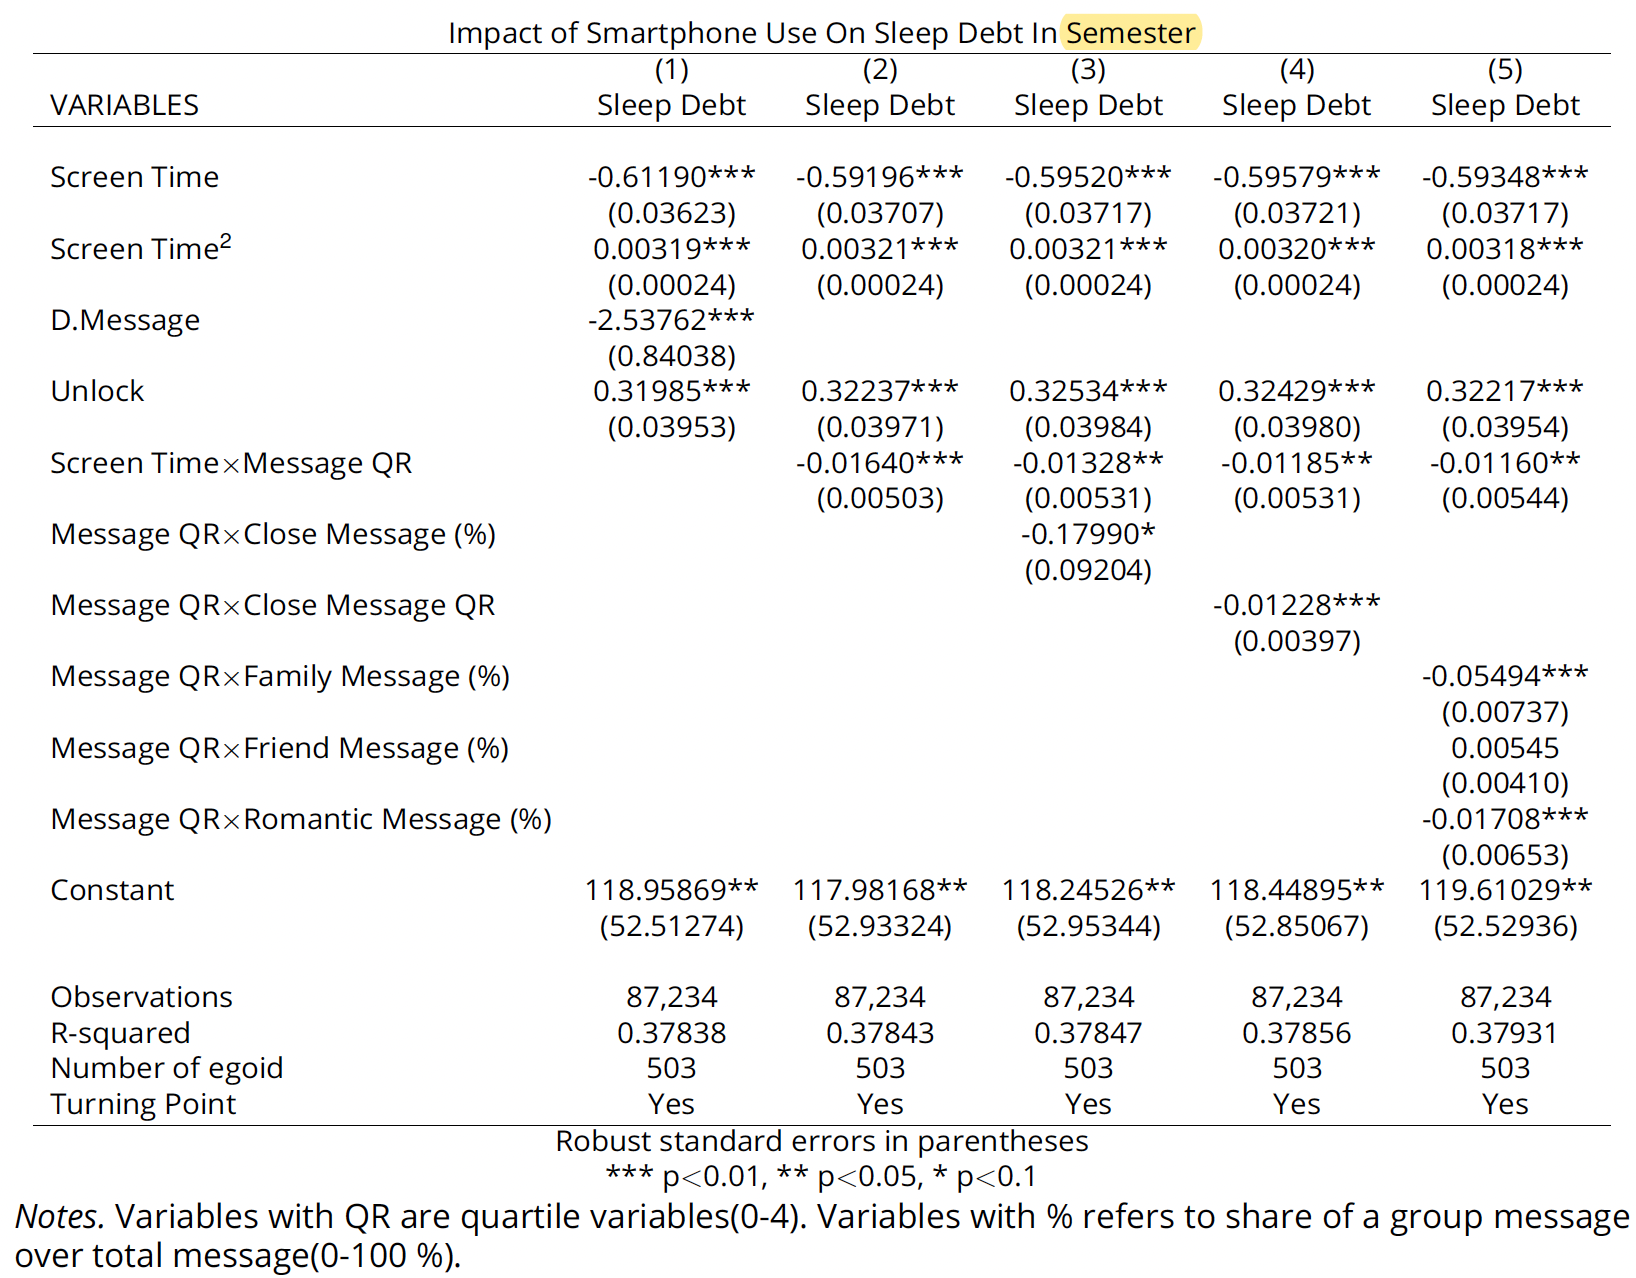 Impact of Smartphone Use On Sleep Debt In Semester
(1) (2) (3) (4) (5)
VARIABLES Sleep Debt Sleep Debt Sleep Debt Sleep Debt Sleep Debt
Screen Time -0.61190*** -0.59196*** -0.59520*** -0.59579*** -0.59348***
(0.03623) (0.03707) (0.03717) (0.03721) (0.03717)
Screen Time² 0.00319*** 0.00321*** 0.00321*** 0.00320*** 0.00318***
(0.00024) (0.00024) (0.00024) (0.00024) (0.00024)
D.Message -2.53762***
(0.84038)
Unlock 0.31985*** 0.32237*** 0.32534*** 0.32429*** 0.32217***
(0.03953) (0.03971) (0.03984) (0.03980) (0.03954)
Screen Time×Message QR -0.01640*** -0.01328** -0.01185** -0.01160**
(0.00503) (0.00531) (0.00531) (0.00544)
Message QR×Close Message (%) -0.17990*
(0.09204)
Message QR×Close Message QR -0.01228***
(0.00397)
Message QR×Family Message (%) -0.05494***
(0.00737)
Message QR×Friend Message (%) 0.00545
(0.00410)
Message QR×Romantic Message (%) -0.01708***
(0.00653)
Constant 118.95869** 117.98168** 118.24526** 118.44895** 119.61029**
(52.51274) (52.93324) (52.95344) (52.85067) (52.52936)
Observations 87,234 87,234 87,234 87,234 87,234
R-squared 0.37838 0.37843 0.37847 0.37856 0.37931
Number of egoid 503 503 503 503 503
Turning Point Yes Yes Yes Yes Yes
Robust standard errors in parentheses
*** p<0.01, ** p<0.05, * p<0.1
Notes. Variables with QR are quartile variables(0-4). Variables with % refers to share of a group message
over total message(0-100 %).